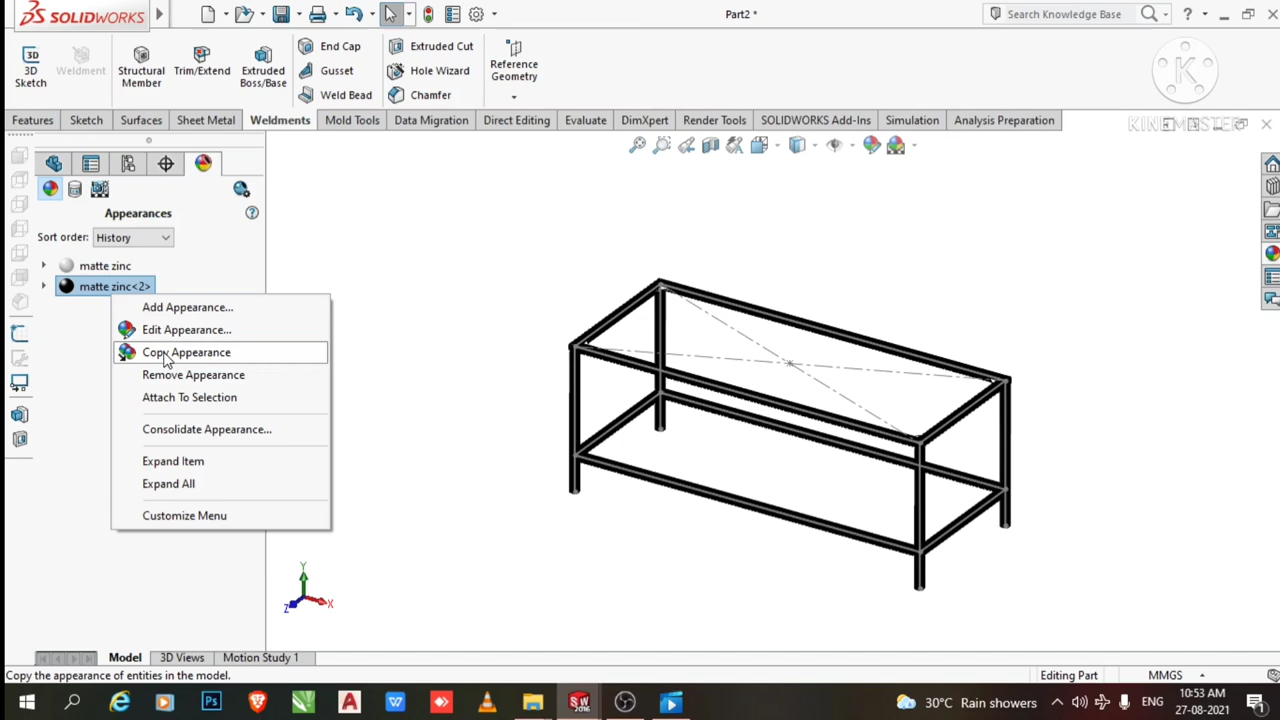 SOLIDWORKS
Part2 *
Search Knowledge Base
?
3D
Sketch
Weldment
Structural
Member
Trim/Extend
Extruded
Boss/Base
End Cap
Gusset
Weld Bead
Extruded Cut
Hole Wizard
Chamfer
Reference
Geometry
K
KINEMASTER
Features Sketch Surfaces Sheet Metal Weldments Mold Tools Data Migration Direct Editing Evaluate DimXpert Render Tools SOLIDWORKS Add-Ins Simulation Analysis Preparation
Appearances
?
Sort order: History
matte zinc
matte zinc<2>
Add Appearance...
Edit Appearance...
Copy Appearance
Remove Appearance
Attach To Selection
Consolidate Appearance...
Expand Item
Expand All
Customize Menu
Y
Z X
Model 3D Views Motion Study 1
Copy the appearance of entities in the model.
Editing Part MMGS
Ps
A
W
SW
2016
30°C Rain showers
ENG
10:53 AM
27-08-2021
1